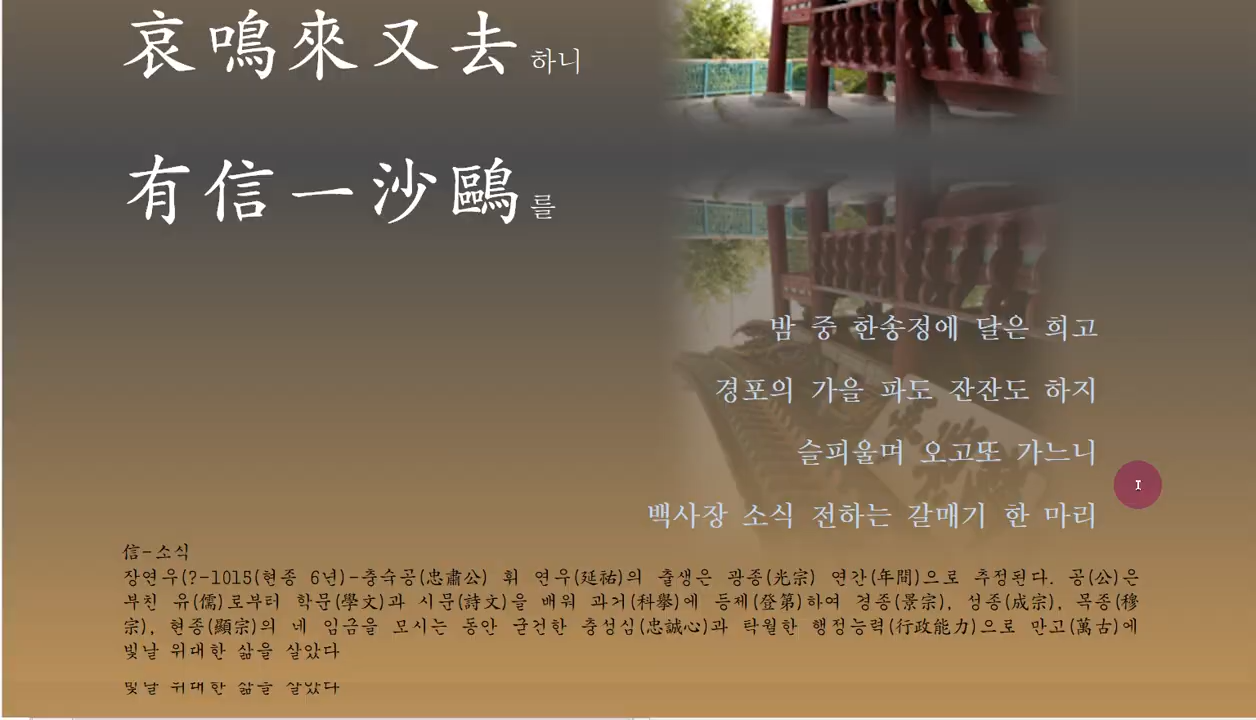 哀鳴來又去 하니
有信一沙鷗 를
밤 중 한송정에 달은 희고
경포의 가을 파도 잔잔도 하지
슬피울며 오고또 가느니
백사장 소식 전하는 갈매기 한 마리
信-소식
장연우(?-1015(현종 6년)-충숙공(忠肅公) 휘 연우(延祐)의 출생은 광종(光宗) 연간(年間)으로 추정된다. 공(公)은
부친 유(儒)로부터 학문(學文)과 시문(詩文)을 배워 과거(科擧)에 등제(登第)하여 경종(景宗), 성종(成宗), 목종(穆
宗), 현종(顯宗)의 네 임금을 모시는 동안 굳건한 충성심(忠誠心)과 탁월한 행정능력(行政能力)으로 만고(萬古)에
빛날 위대한 삶을 살았다
빛날 위대한 삶을 살았다